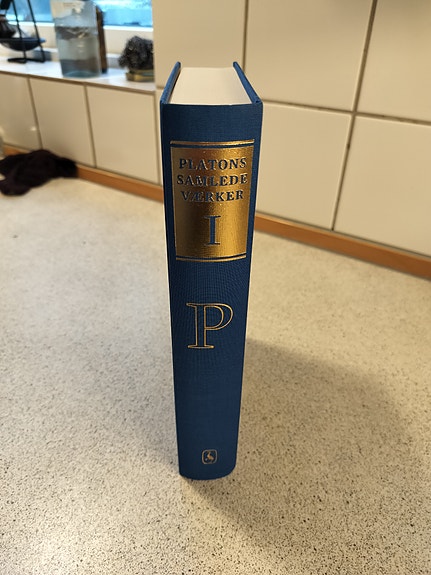 PLATONS
SAMLEDE
VÆRKER
I
P